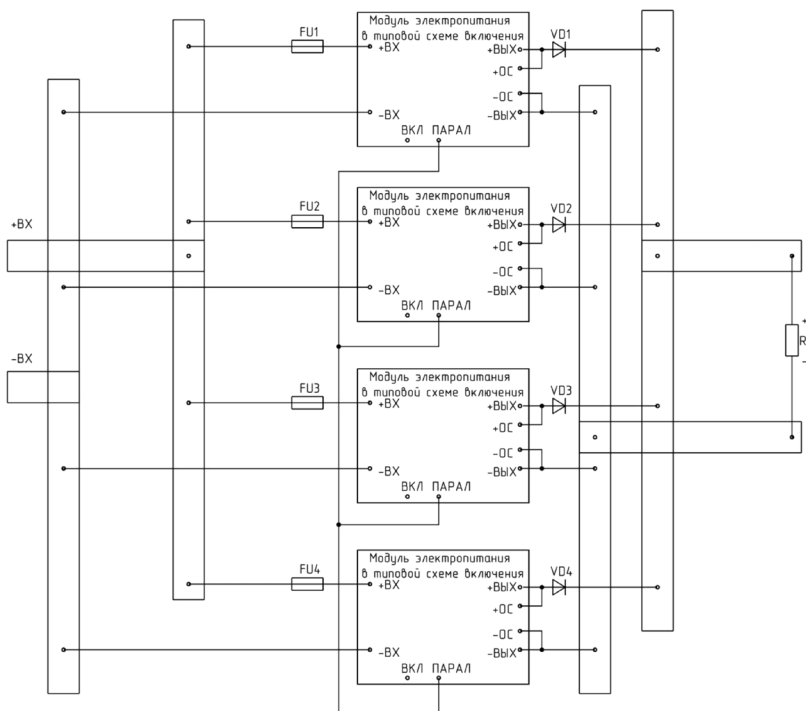 Модуль электропитания
в типовой схеме включения
FU1
+ВХ
+ВЫХ
VD1
+ОС
-ОС
-ВХ
-ВЫХ
ВКЛ ПАРАЛ
Модуль электропитания
в типовой схеме включения
FU2
+ВХ
+ВЫХ
VD2
+ВХ
+ОС
-ОС
-ВХ
-ВЫХ
ВКЛ ПАРАЛ
+
R
-
-ВХ
Модуль электропитания
в типовой схеме включения
FU3
+ВХ
+ВЫХ
VD3
+ОС
-ОС
-ВХ
-ВЫХ
ВКЛ ПАРАЛ
Модуль электропитания
в типовой схеме включения
FU4
+ВХ
+ВЫХ
VD4
+ОС
-ОС
-ВХ
-ВЫХ
ВКЛ ПАРАЛ